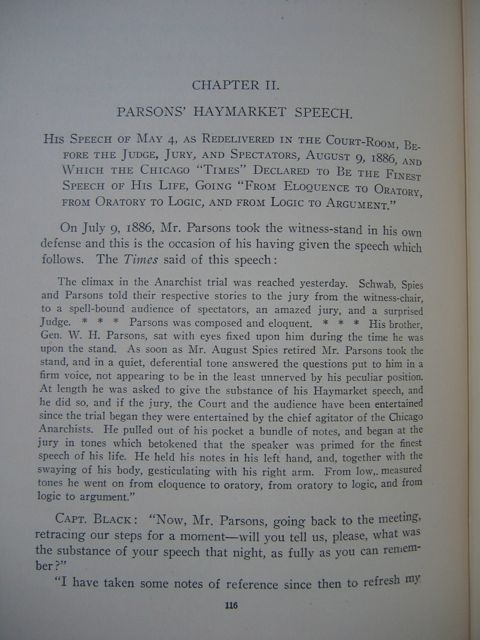 CHAPTER II.
PARSONS' HAYMARKET SPEECH.
His Speech of May 4, as Redelivered in the Court-Room, Be-
fore the Judge, Jury, and Spectators, August 9, 1886, and
Which the Chicago "Times" Declared to Be the Finest
Speech of His Life, Going "From Eloquence to Oratory,
from Oratory to Logic, and from Logic to Argument."
On July 9, 1886, Mr. Parsons took the witness-stand in his own
defense and this is the occasion of his having given the speech which
follows. The Times said of this speech:
The climax in the Anarchist trial was reached yesterday. Schwab, Spies
and Parsons told their respective stories to the jury from the witness-chair,
to a spell-bound audience of spectators, an amazed jury, and a surprised
Judge. * * * Parsons was composed and eloquent. * * * His brother,
Gen. W. H. Parsons, sat with eyes fixed upon him during the time he was
upon the stand. As soon as Mr. August Spies retired Mr. Parsons took the
stand, and in a quiet, deferential tone answered the questions put to him in a
firm voice, not appearing to be in the least unnerved by his peculiar position.
At length he was asked to give the substance of his Haymarket speech, and
he did so, and if the jury, the Court and the audience have been entertained
since the trial began they were entertained by the chief agitator of the Chicago
Anarchists. He pulled out of his pocket a bundle of notes, and began at the
jury in tones which betokened that the speaker was primed for the finest
speech of his life. He held his notes in his left hand, and, together with the
swaying of his body, gesticulating with his right arm. From low,. measured
tones he went on from eloquence to oratory, from oratory to logic, and from
logic to argument."
Capt. Black: "Now, Mr. Parsons, going back to the meeting,
retracing our steps for a moment—will you tell us, please, what was
the substance of your speech that night, as fully as you can remem-
ber?"
"I have taken some notes of reference since then to refresh my
116